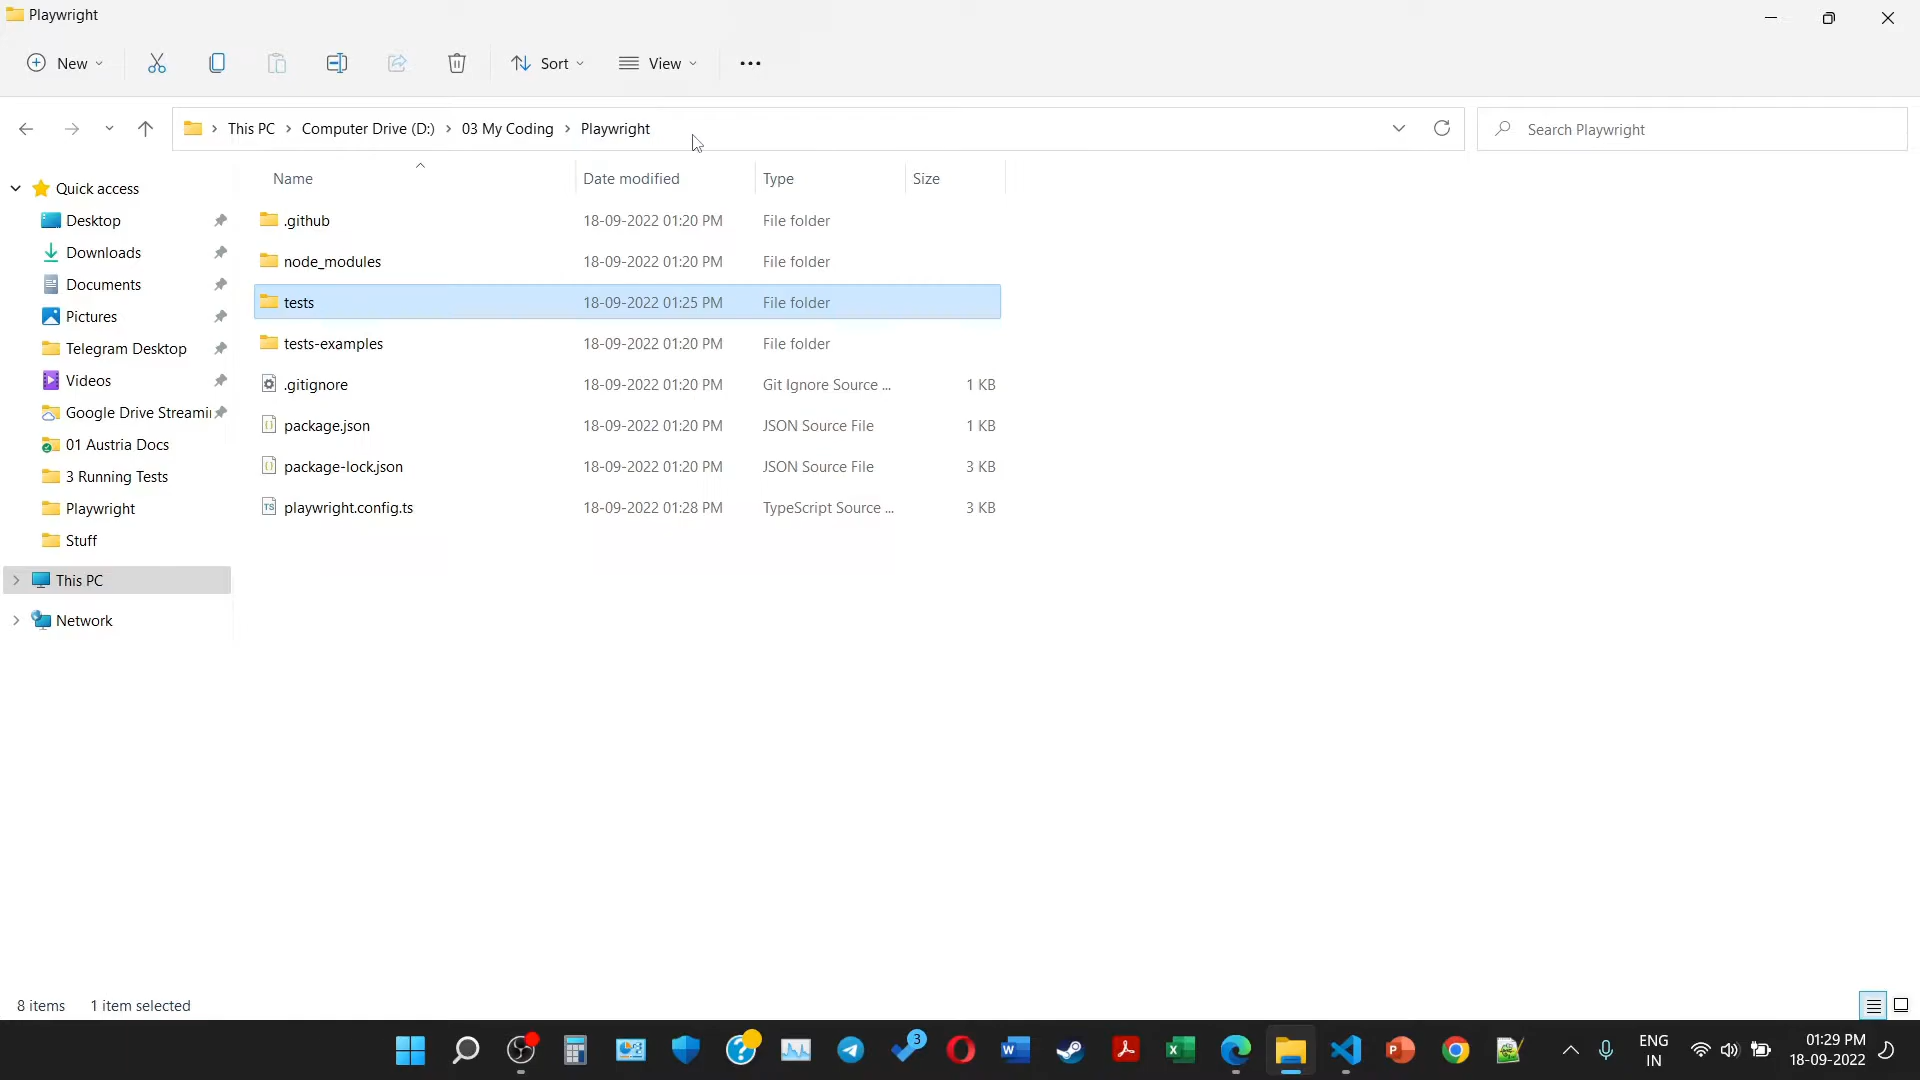 Playwright
New
Sort
View
This PC > Computer Drive (D:) > 03 My Coding > Playwright
Search Playwright
Name Date modified Type Size
Quick access
Desktop
Downloads
Documents
Pictures
Telegram Desktop
Videos
Google Drive Streami
01 Austria Docs
3 Running Tests
Playwright
Stuff
This PC
Network
.github 18-09-2022 01:20 PM File folder
node_modules 18-09-2022 01:20 PM File folder
tests 18-09-2022 01:25 PM File folder
tests-examples 18-09-2022 01:20 PM File folder
.gitignore 18-09-2022 01:20 PM Git Ignore Source ... 1 KB
package.json 18-09-2022 01:20 PM JSON Source File 1 KB
package-lock.json 18-09-2022 01:20 PM JSON Source File 3 KB
playwright.config.ts 18-09-2022 01:28 PM TypeScript Source ... 3 KB
8 items 1 item selected
3
ENG
IN
01:29 PM
18-09-2022